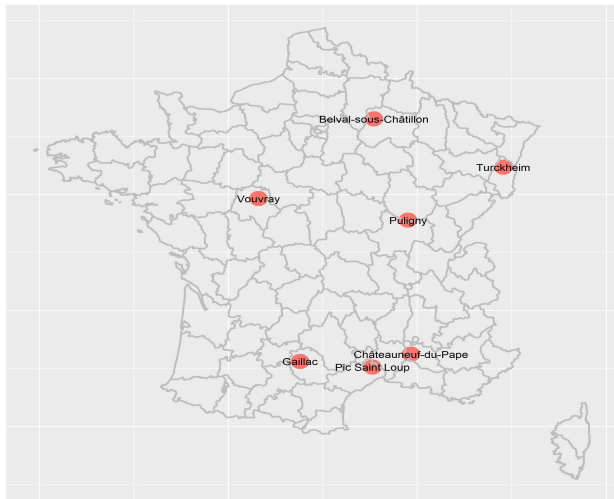 Belval-sous-Châtillon
Turckheim
Vouvray
Puligny
Châteauneuf-du-Pape
Gaillac
Pic Saint Loup